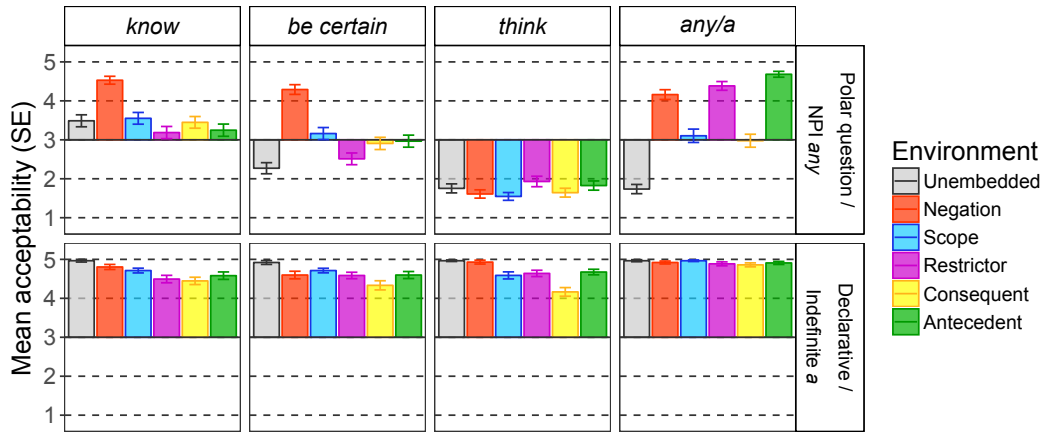 know be certain think any/a
Mean acceptability (SE)
5
4
3
2
1
Polar question /
NPI any
5
4
3
2
1
Declarative /
Indefinite a
Environment
Unembedded
Negation
Scope
Restrictor
Consequent
Antecedent